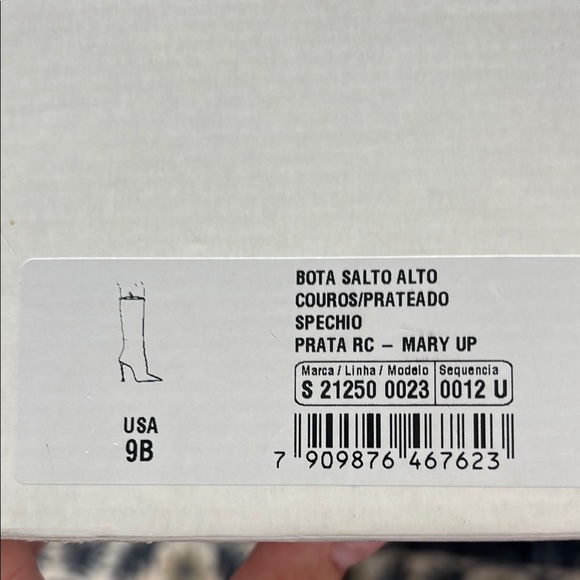 BOTA SALTO ALTO
COUROS/PRATEADO
SPECHIO
PRATA RC – MARY UP
Marca / Linha / Modelo Sequencia
S 21250 0023 0012 U
USA
9B
7 909876 467623